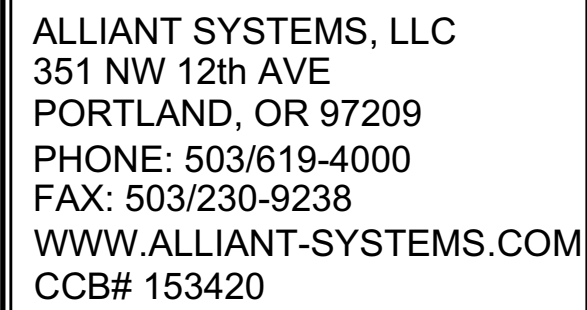 ALLIANT SYSTEMS, LLC
351 NW 12th AVE
PORTLAND, OR 97209
PHONE: 503/619-4000
FAX: 503/230-9238
WWW.ALLIANT-SYSTEMS.COM
CCB# 153420